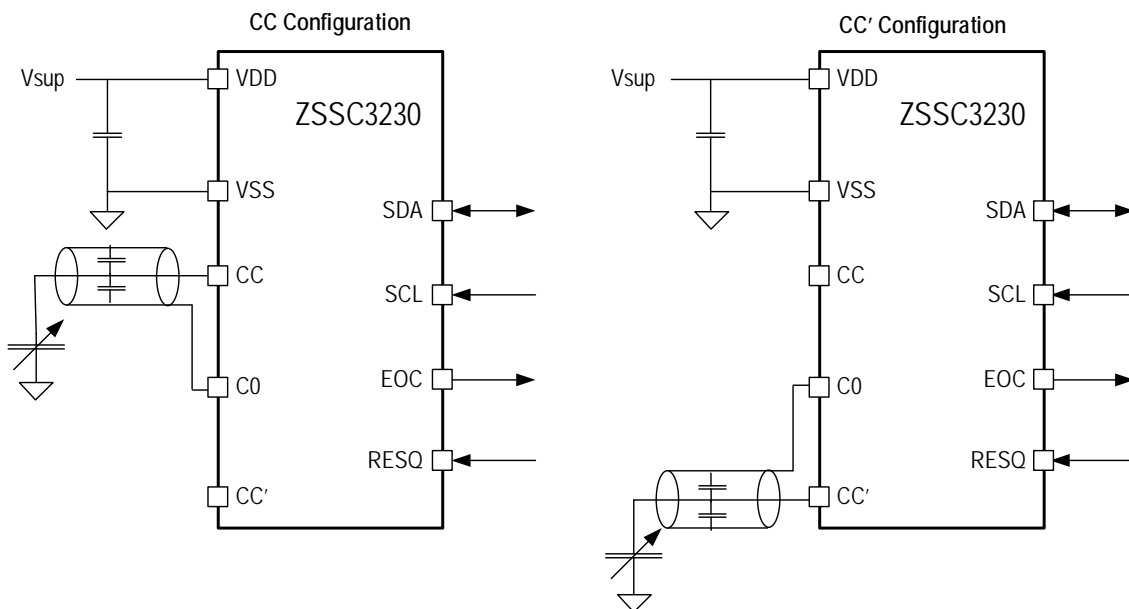 CC Configuration
Vsup
VDD
ZSSC3230
VSS
SDA
CC
SCL
C0
EOC
RESQ
CC′
CC′ Configuration
Vsup
VDD
ZSSC3230
VSS
SDA
CC
SCL
C0
EOC
RESQ
CC′